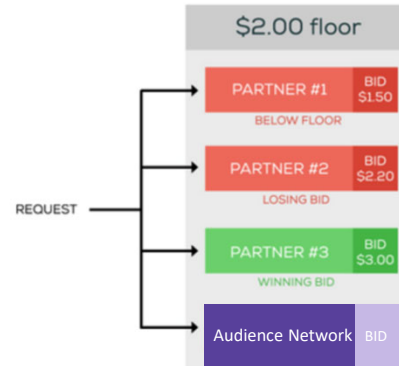 $2.00 floor
PARTNER #1
BID
$1.50
BELOW FLOOR
PARTNER #2
BID
$2.20
LOSING BID
REQUEST
PARTNER #3
BID
$3.00
WINNING BID
Audience Network
BID